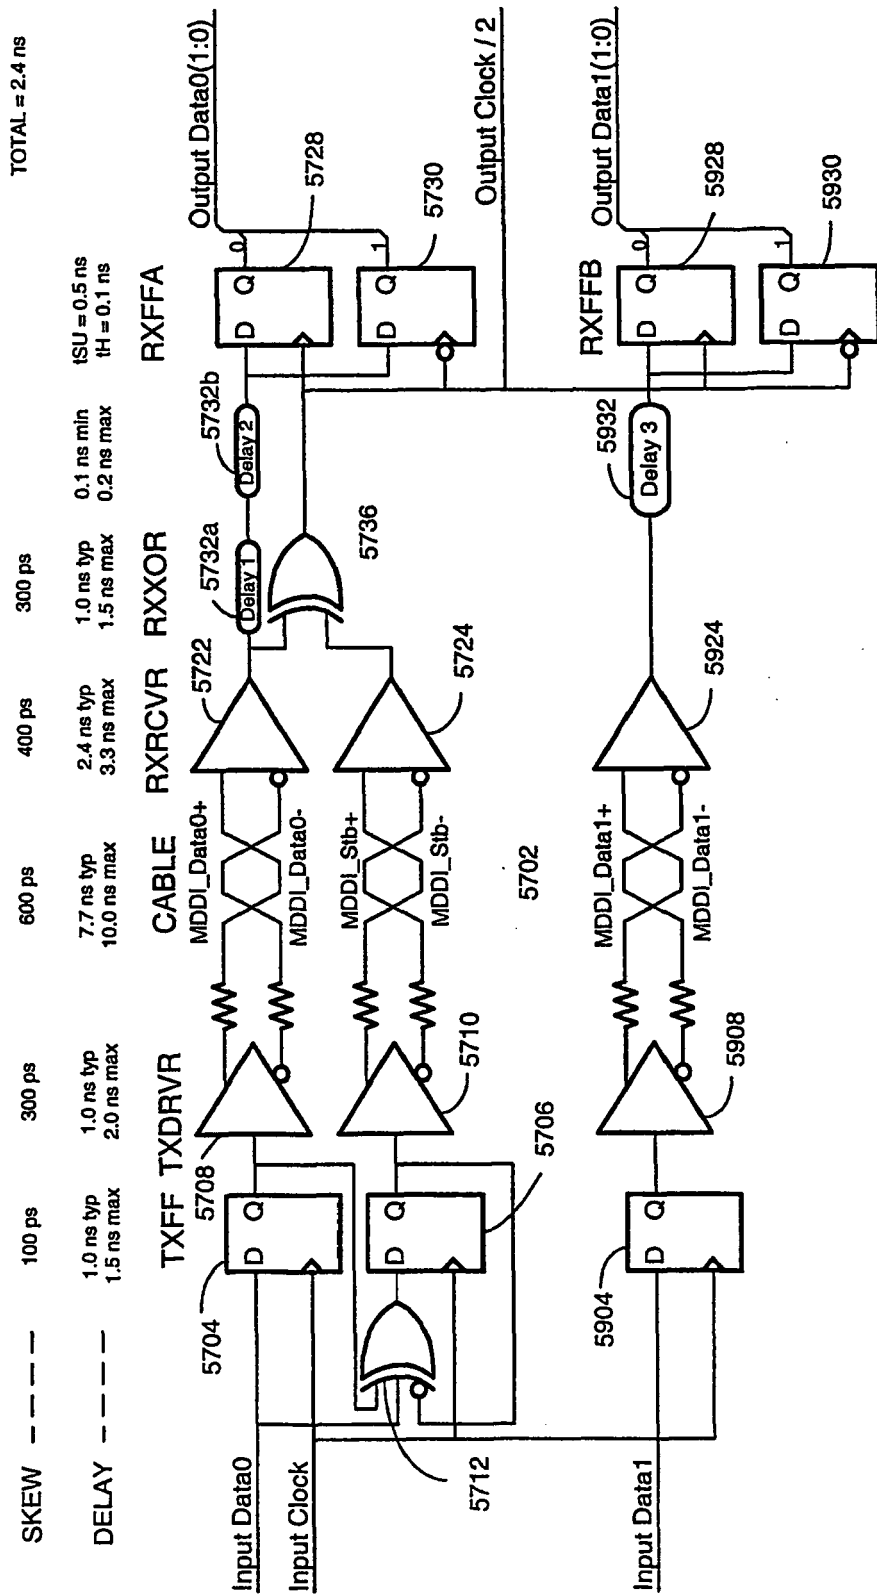 SKEW 100 ps 300 ps 600 ps 400 ps 300 ps TOTAL = 2.4 ns
DELAY 1.0 ns typ 1.0 ns typ 7.7 ns typ 2.4 ns typ 1.0 ns typ 0.1 ns min tSU = 0.5 ns
1.5 ns max 2.0 ns max 10.0 ns max 3.3 ns max 1.5 ns max 0.2 ns max tH = 0.1 ns
TXFF TXDRVR CABLE RXRCVR RXXOR RXFFA
5704
5708
MDDI_Data0+
MDDI_Data0-
5722
5732a
5732b
Delay 1
Delay 2
D Q
D Q
0
Output Data0(1:0)
5728
Input Data0
Input Clock
5712
D Q
5706
5710
MDDI_Stb+
MDDI_Stb-
5724
5736
D Q
1
5730
5702
Output Clock / 2
RXFFB
Input Data1
5904
D Q
5908
MDDI_Data1+
MDDI_Data1-
5924
5932
Delay 3
D Q
0
Output Data1(1:0)
5928
D Q
1
5930